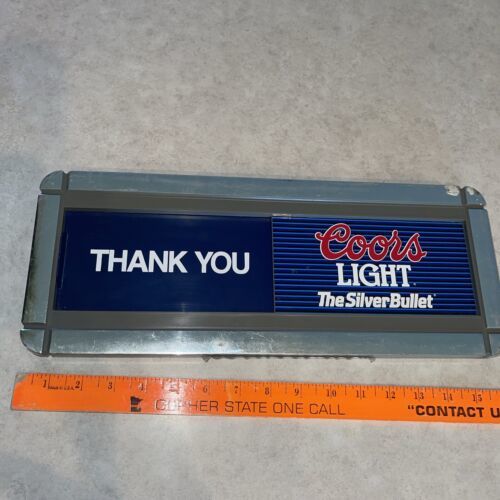 THANK YOU
Coors
LIGHT
The Silver Bullet
1 2 3 4 5 6 7 8 9 10 11 12 13 14 15
GOPHER STATE ONE CALL
"CONTACT U